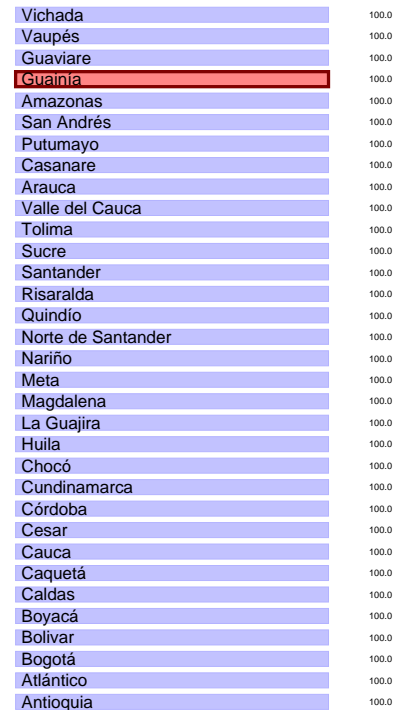 Vichada 100.0
Vaupés 100.0
Guaviare 100.0
Guainía 100.0
Amazonas 100.0
San Andrés 100.0
Putumayo 100.0
Casanare 100.0
Arauca 100.0
Valle del Cauca 100.0
Tolima 100.0
Sucre 100.0
Santander 100.0
Risaralda 100.0
Quindío 100.0
Norte de Santander 100.0
Nariño 100.0
Meta 100.0
Magdalena 100.0
La Guajira 100.0
Huila 100.0
Chocó 100.0
Cundinamarca 100.0
Córdoba 100.0
Cesar 100.0
Cauca 100.0
Caquetá 100.0
Caldas 100.0
Boyacá 100.0
Bolivar 100.0
Bogotá 100.0
Atlántico 100.0
Antioquia 100.0